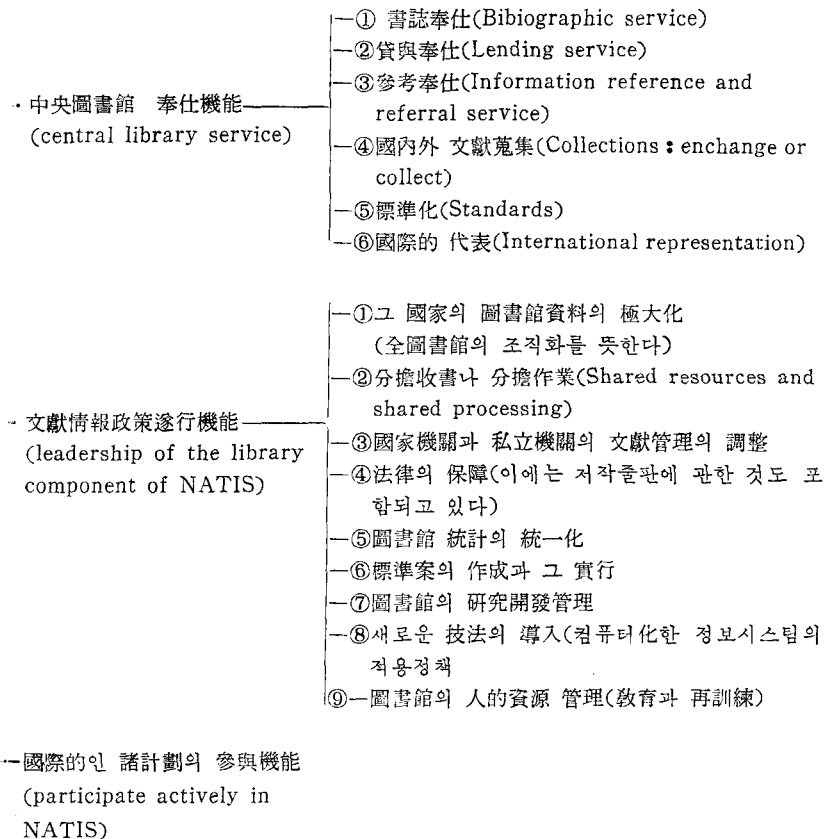 ―① 書誌奉仕(Bibiographic service)
―②貸與奉仕(Lending service)
―③參考奉仕(Information reference and
referral service)
· 中央圖書館 奉仕機能
(central library service)
―④國內外 文獻蒐集(Collections : enchange or
collect)
―⑤標準化(Standards)
―⑥國際的 代表(International representation)
―①그 國家의 圖書館資料의 極大化
(全圖書館의 조직화를 뜻한다)
―②分擔收書나 分擔作業(Shared resources and
shared processing)
· 文獻情報政策遂行機能
(leadership of the library
component of NATIS)
―③國家機關과 私立機關의 文獻管理의 調整
―④法律의 保障(이에는 저작출판에 관한 것도 포
함되고 있다)
―⑤圖書館 統計의 統一化
―⑥標準案의 作成과 그 實行
―⑦圖書館의 硏究開發管理
―⑧새로운 技法의 導入(컴퓨터化한 정보시스팀의
적용정책
⑨―圖書館의 人的資源 管理(敎育과 再訓練)
―國際的인 諸計劃의 參與機能
(participate actively in
NATIS)